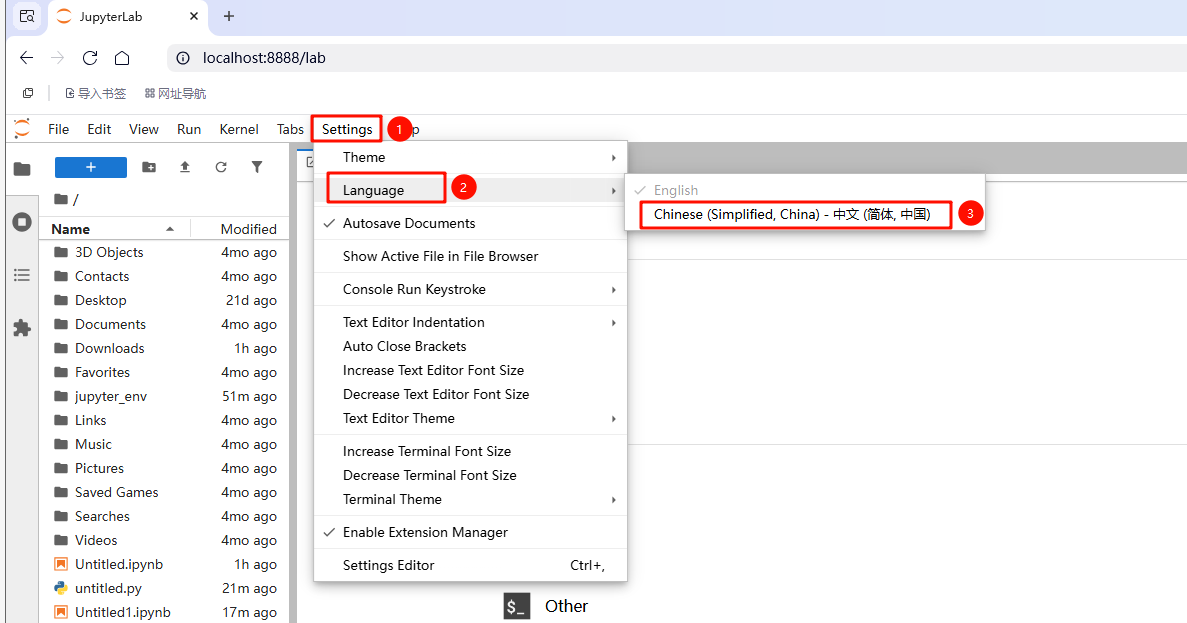 JupyterLab
localhost:8888/lab
导入书签 网址导航
File Edit View Run Kernel Tabs Settings 1 p
Theme
/
Language 2
English
Chinese (Simplified, China) - 中文 (简体, 中国) 3
Name Modified
Autosave Documents
3D Objects 4mo ago
Show Active File in File Browser
Contacts 4mo ago
Console Run Keystroke
Desktop 21d ago
Documents 4mo ago
Text Editor Indentation
Downloads 1h ago
Auto Close Brackets
Favorites 4mo ago
Increase Text Editor Font Size
jupyter_env 51m ago
Decrease Text Editor Font Size
Links 4mo ago
Text Editor Theme
Music 4mo ago
Increase Terminal Font Size
Pictures 4mo ago
Decrease Terminal Font Size
Saved Games 4mo ago
Terminal Theme
Searches 4mo ago
Enable Extension Manager
Videos 4mo ago
Untitled.ipynb 1h ago
Settings Editor Ctrl+,
untitled.py 21m ago
Untitled1.ipynb 17m ago
$_ Other